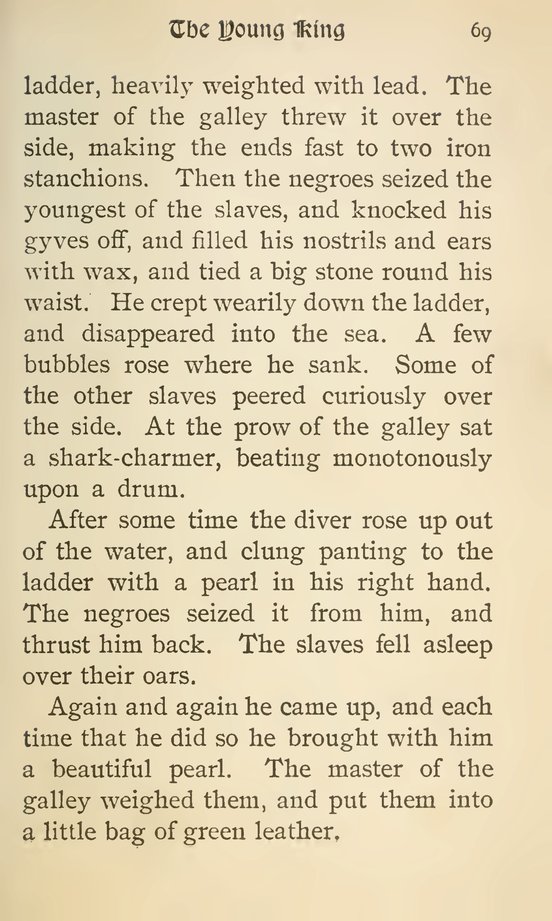 The Young King 69
ladder, heavily weighted with lead. The
master of the galley threw it over the
side, making the ends fast to two iron
stanchions. Then the negroes seized the
youngest of the slaves, and knocked his
gyves off, and filled his nostrils and ears
with wax, and tied a big stone round his
waist. He crept wearily down the ladder,
and disappeared into the sea. A few
bubbles rose where he sank. Some of
the other slaves peered curiously over
the side. At the prow of the galley sat
a shark-charmer, beating monotonously
upon a drum.
After some time the diver rose up out
of the water, and clung panting to the
ladder with a pearl in his right hand.
The negroes seized it from him, and
thrust him back. The slaves fell asleep
over their oars.
Again and again he came up, and each
time that he did so he brought with him
a beautiful pearl. The master of the
galley weighed them, and put them into
a little bag of green leather.